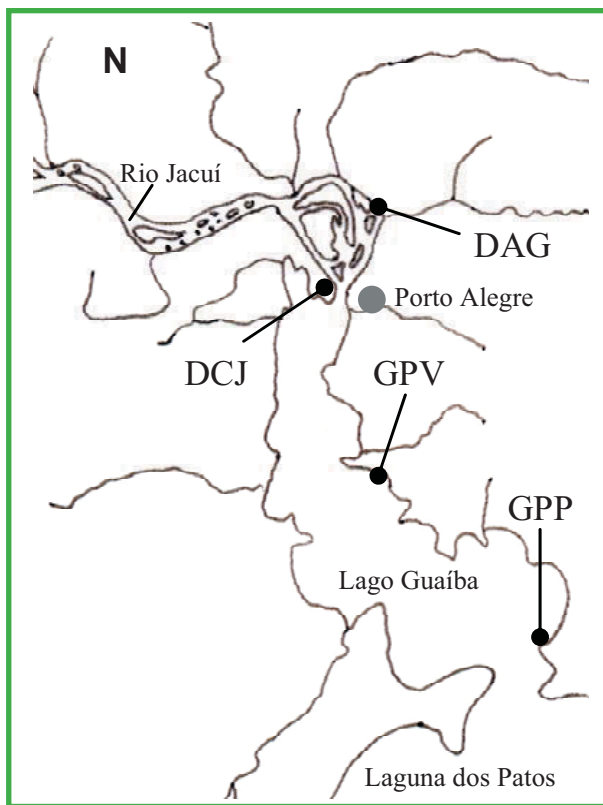 N
Rio Jacuí
DAG
Porto Alegre
DCJ
GPV
GPP
Lago Guaíba
Laguna dos Patos